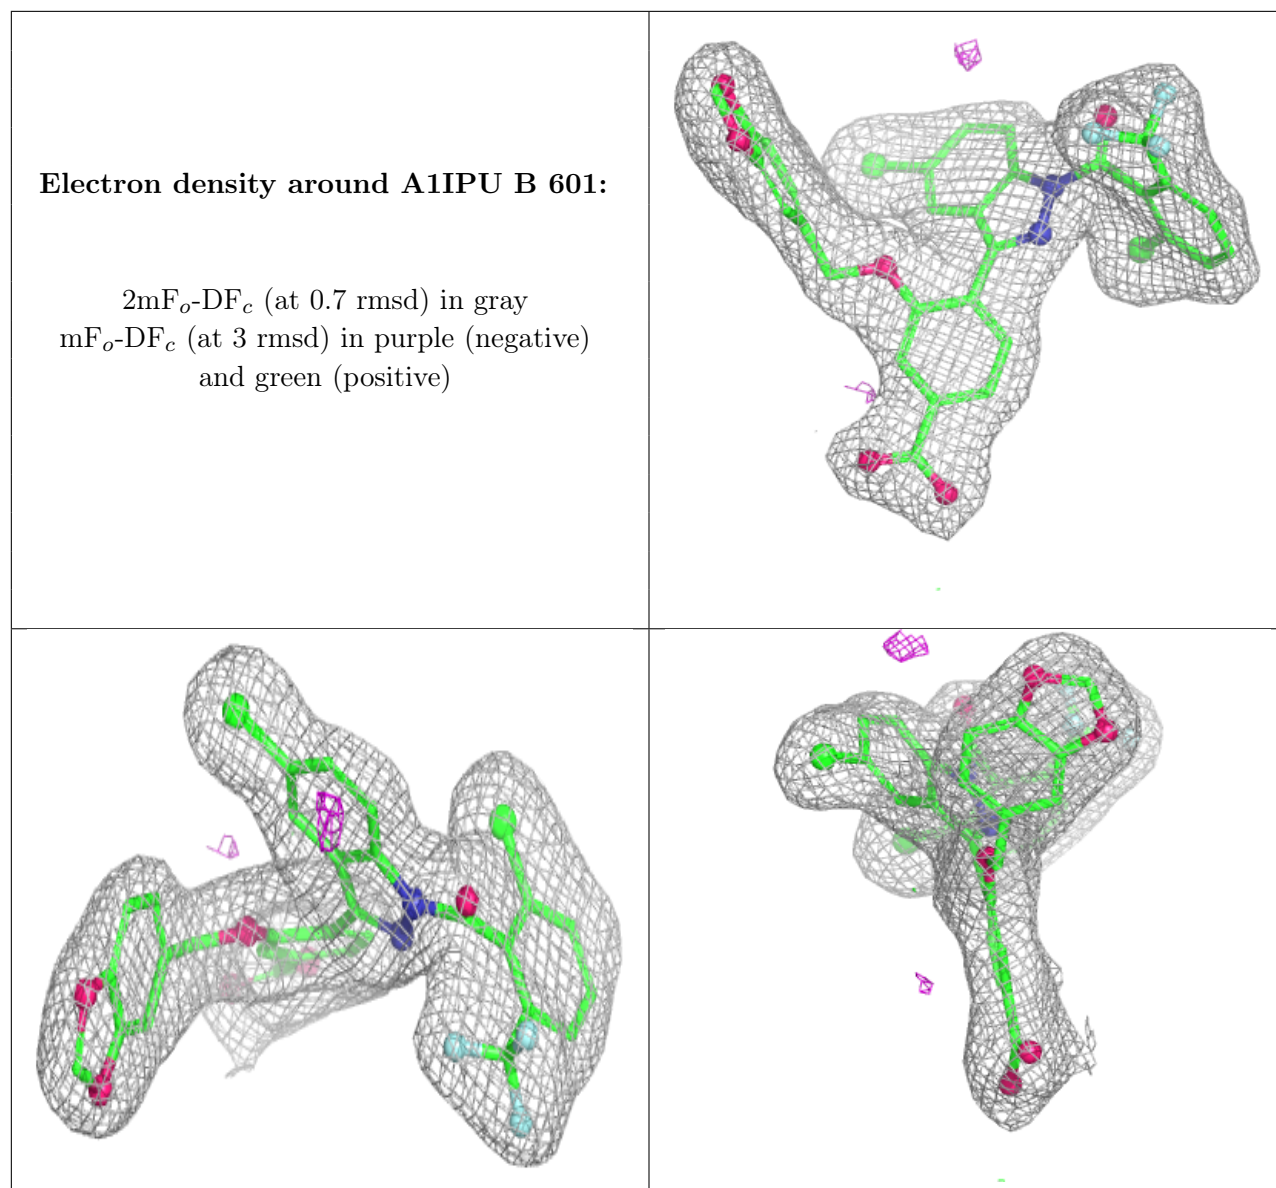 Electron density around A1IPU B 601:
2mFo-DFc (at 0.7 rmsd) in gray
mFo-DFc (at 3 rmsd) in purple (negative)
and green (positive)